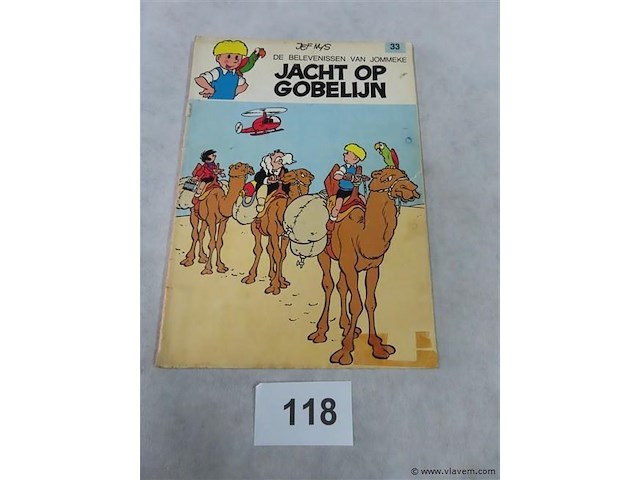 JEF NYS
33
DE BELEVENISSEN VAN JOMMEKE
JACHT OP
GOBELIJN
118
© www.vlavem.com